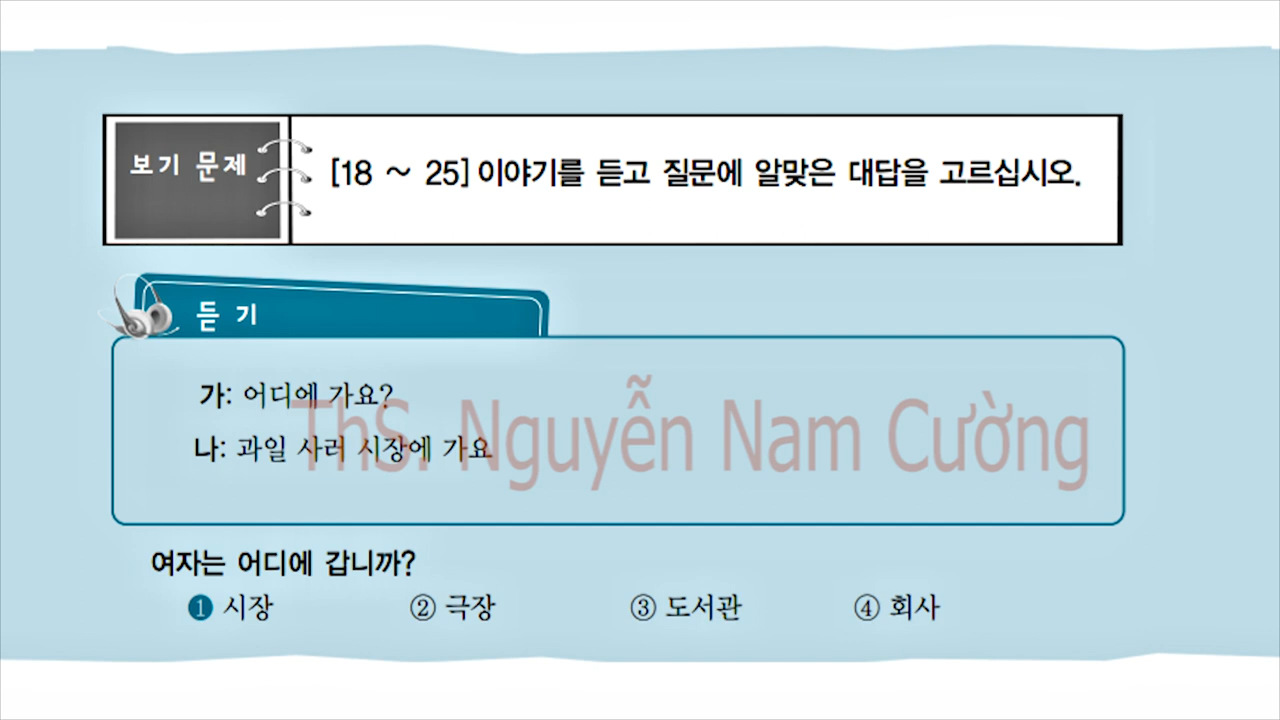 보기 문제
[18 ~ 25] 이야기를 듣고 질문에 알맞은 대답을 고르십시오.
듣 기
가: 어디에 가요?
나: 과일 사러 시장에 가요
ThS. Nguyễn Nam Cường
여자는 어디에 갑니까?
① 시장 ② 극장 ③ 도서관 ④ 회사